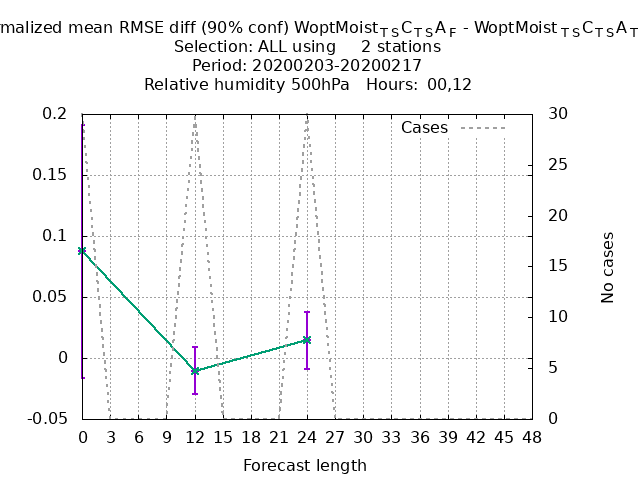 rmalized mean RMSE diff (90% conf) WoptMoist TS C TS A F - WoptMoist TS C TS A T
Selection: ALL using 2 stations
Period: 20200203-20200217
Relative humidity 500hPa Hours: 00,12
Cases
0.2
0.15
0.1
0.05
0
-0.05
30
25
20
15
10
5
0
No cases
0 3 6 9 12 15 18 21 24 27 30 33 36 39 42 45 48
Forecast length